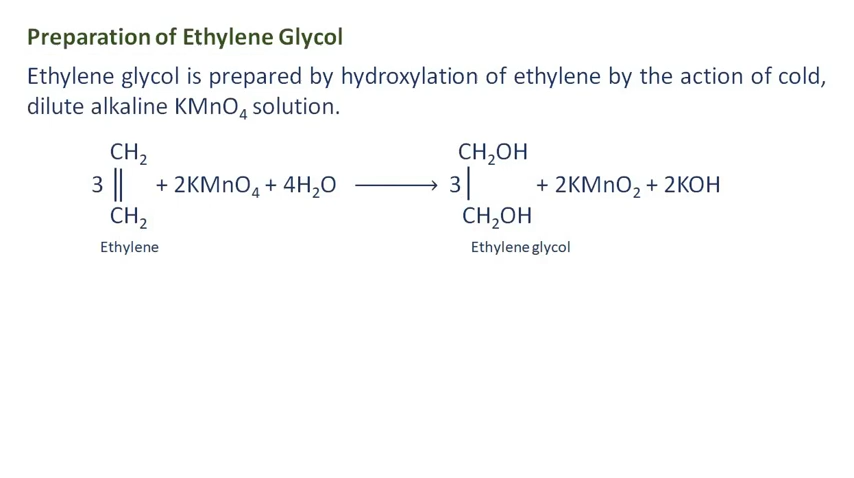 Preparation of Ethylene Glycol
Ethylene glycol is prepared by hydroxylation of ethylene by the action of cold,
dilute alkaline KMnO₄ solution.
CH₂ CH₂OH
3 || + 2KMnO₄ + 4H₂O ⟶ 3 | + 2KMnO₂ + 2KOH
CH₂ CH₂OH
Ethylene Ethylene glycol